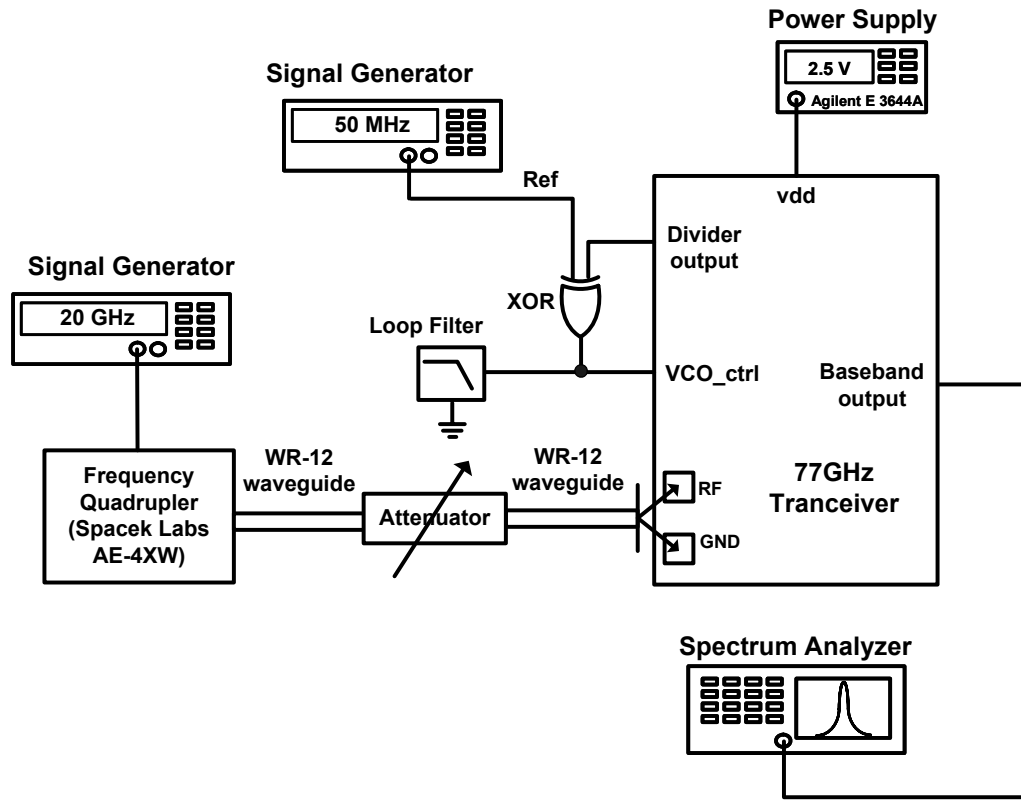 Power Supply
2.5 V
Agilent E 3644A
Signal Generator
50 MHz
Ref
vdd
Divider
output
Signal Generator
20 GHz
XOR
Loop Filter
VCO_ctrl
Baseband
output
Frequency
Quadrupler
(Spacek Labs
AE-4XW)
WR-12
waveguide
Attenuator
WR-12
waveguide
RF
GND
77GHz
Tranceiver
Spectrum Analyzer